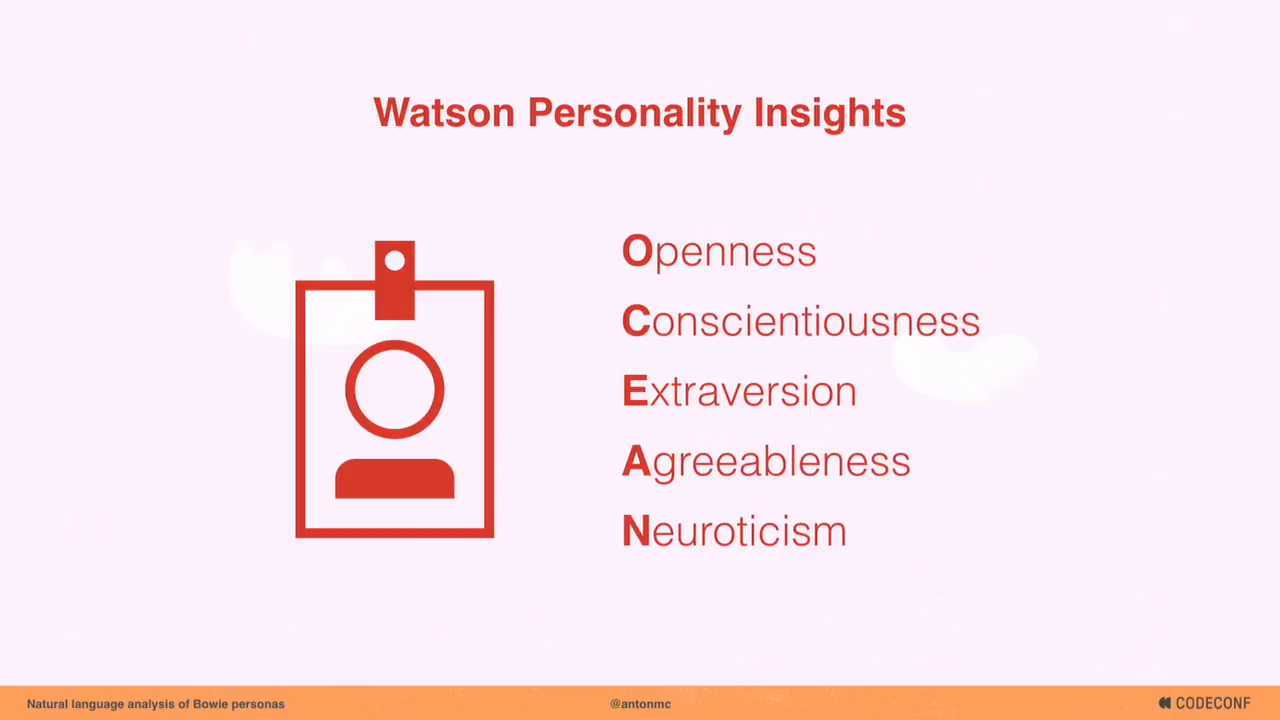 Watson Personality Insights
Openness
Conscientiousness
Extraversion
Agreeableness
Neuroticism
Natural language analysis of Bowie personas
@antonmc
CODECONF